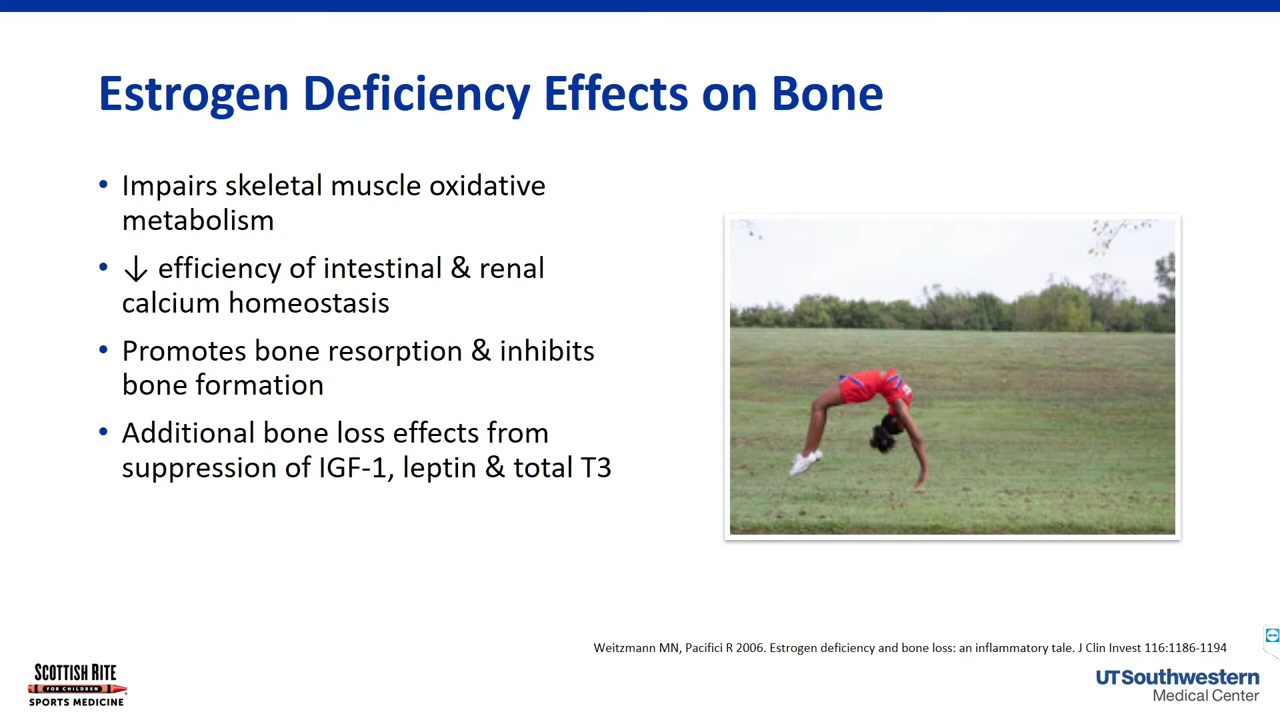 Estrogen Deficiency Effects on Bone
• Impairs skeletal muscle oxidative
metabolism
• ↓ efficiency of intestinal & renal
calcium homeostasis
• Promotes bone resorption & inhibits
bone formation
• Additional bone loss effects from
suppression of IGF-1, leptin & total T3
Weitzmann MN, Pacifici R 2006. Estrogen deficiency and bone loss: an inflammatory tale. J Clin Invest 116:1186-1194
SCOTTISH RITE
FOR CHILDREN
SPORTS MEDICINE
UTSouthwestern
Medical Center